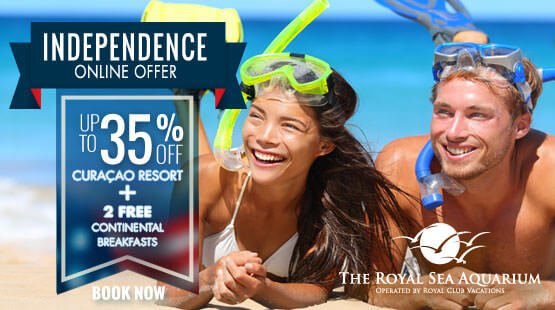 INDEPENDENCE
ONLINE OFFER
UP TO 35% OFF
CURAÇAO RESORT
+
2 FREE
CONTINENTAL
BREAKFASTS
BOOK NOW
THE ROYAL SEA AQUARIUM
OPERATED BY ROYAL CLUB VACATIONS